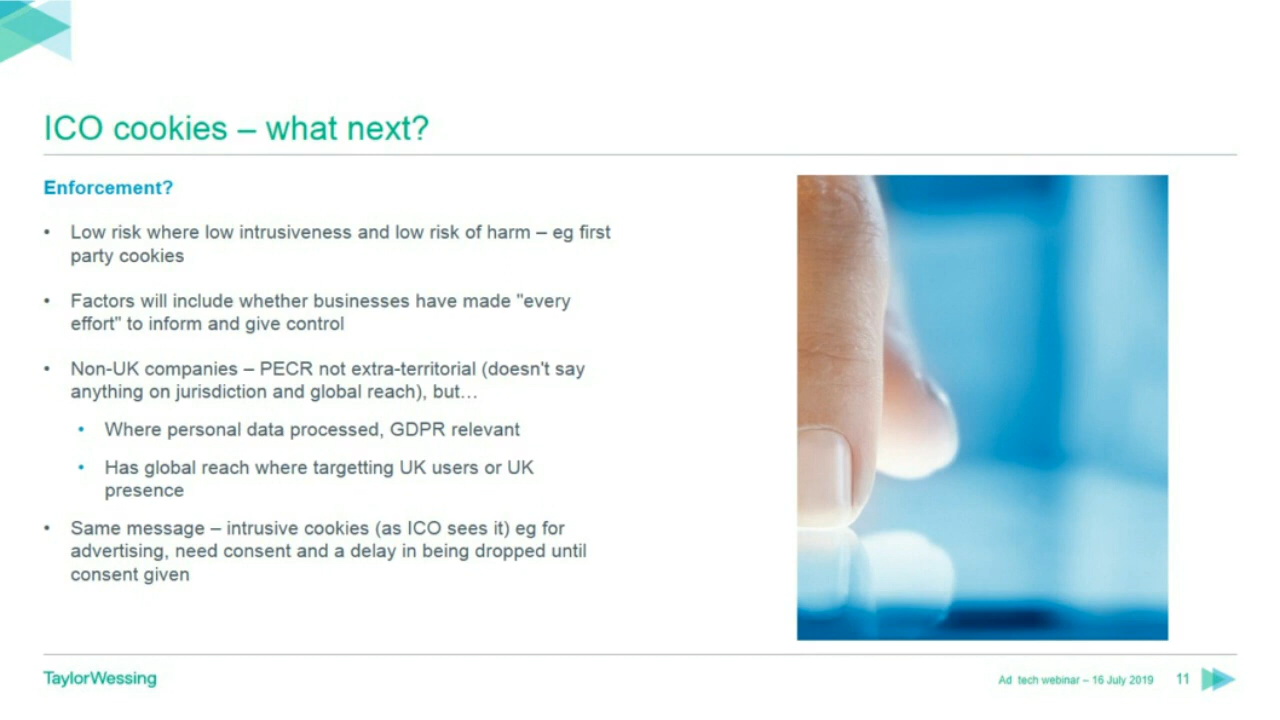 ICO cookies – what next?
Enforcement?
• Low risk where low intrusiveness and low risk of harm – eg first
party cookies
• Factors will include whether businesses have made "every
effort" to inform and give control
• Non-UK companies – PECR not extra-territorial (doesn't say
anything on jurisdiction and global reach), but…
• Where personal data processed, GDPR relevant
• Has global reach where targetting UK users or UK
presence
• Same message – intrusive cookies (as ICO sees it) eg for
advertising, need consent and a delay in being dropped until
consent given
TaylorWessing
Ad tech webinar – 16 July 2019 11